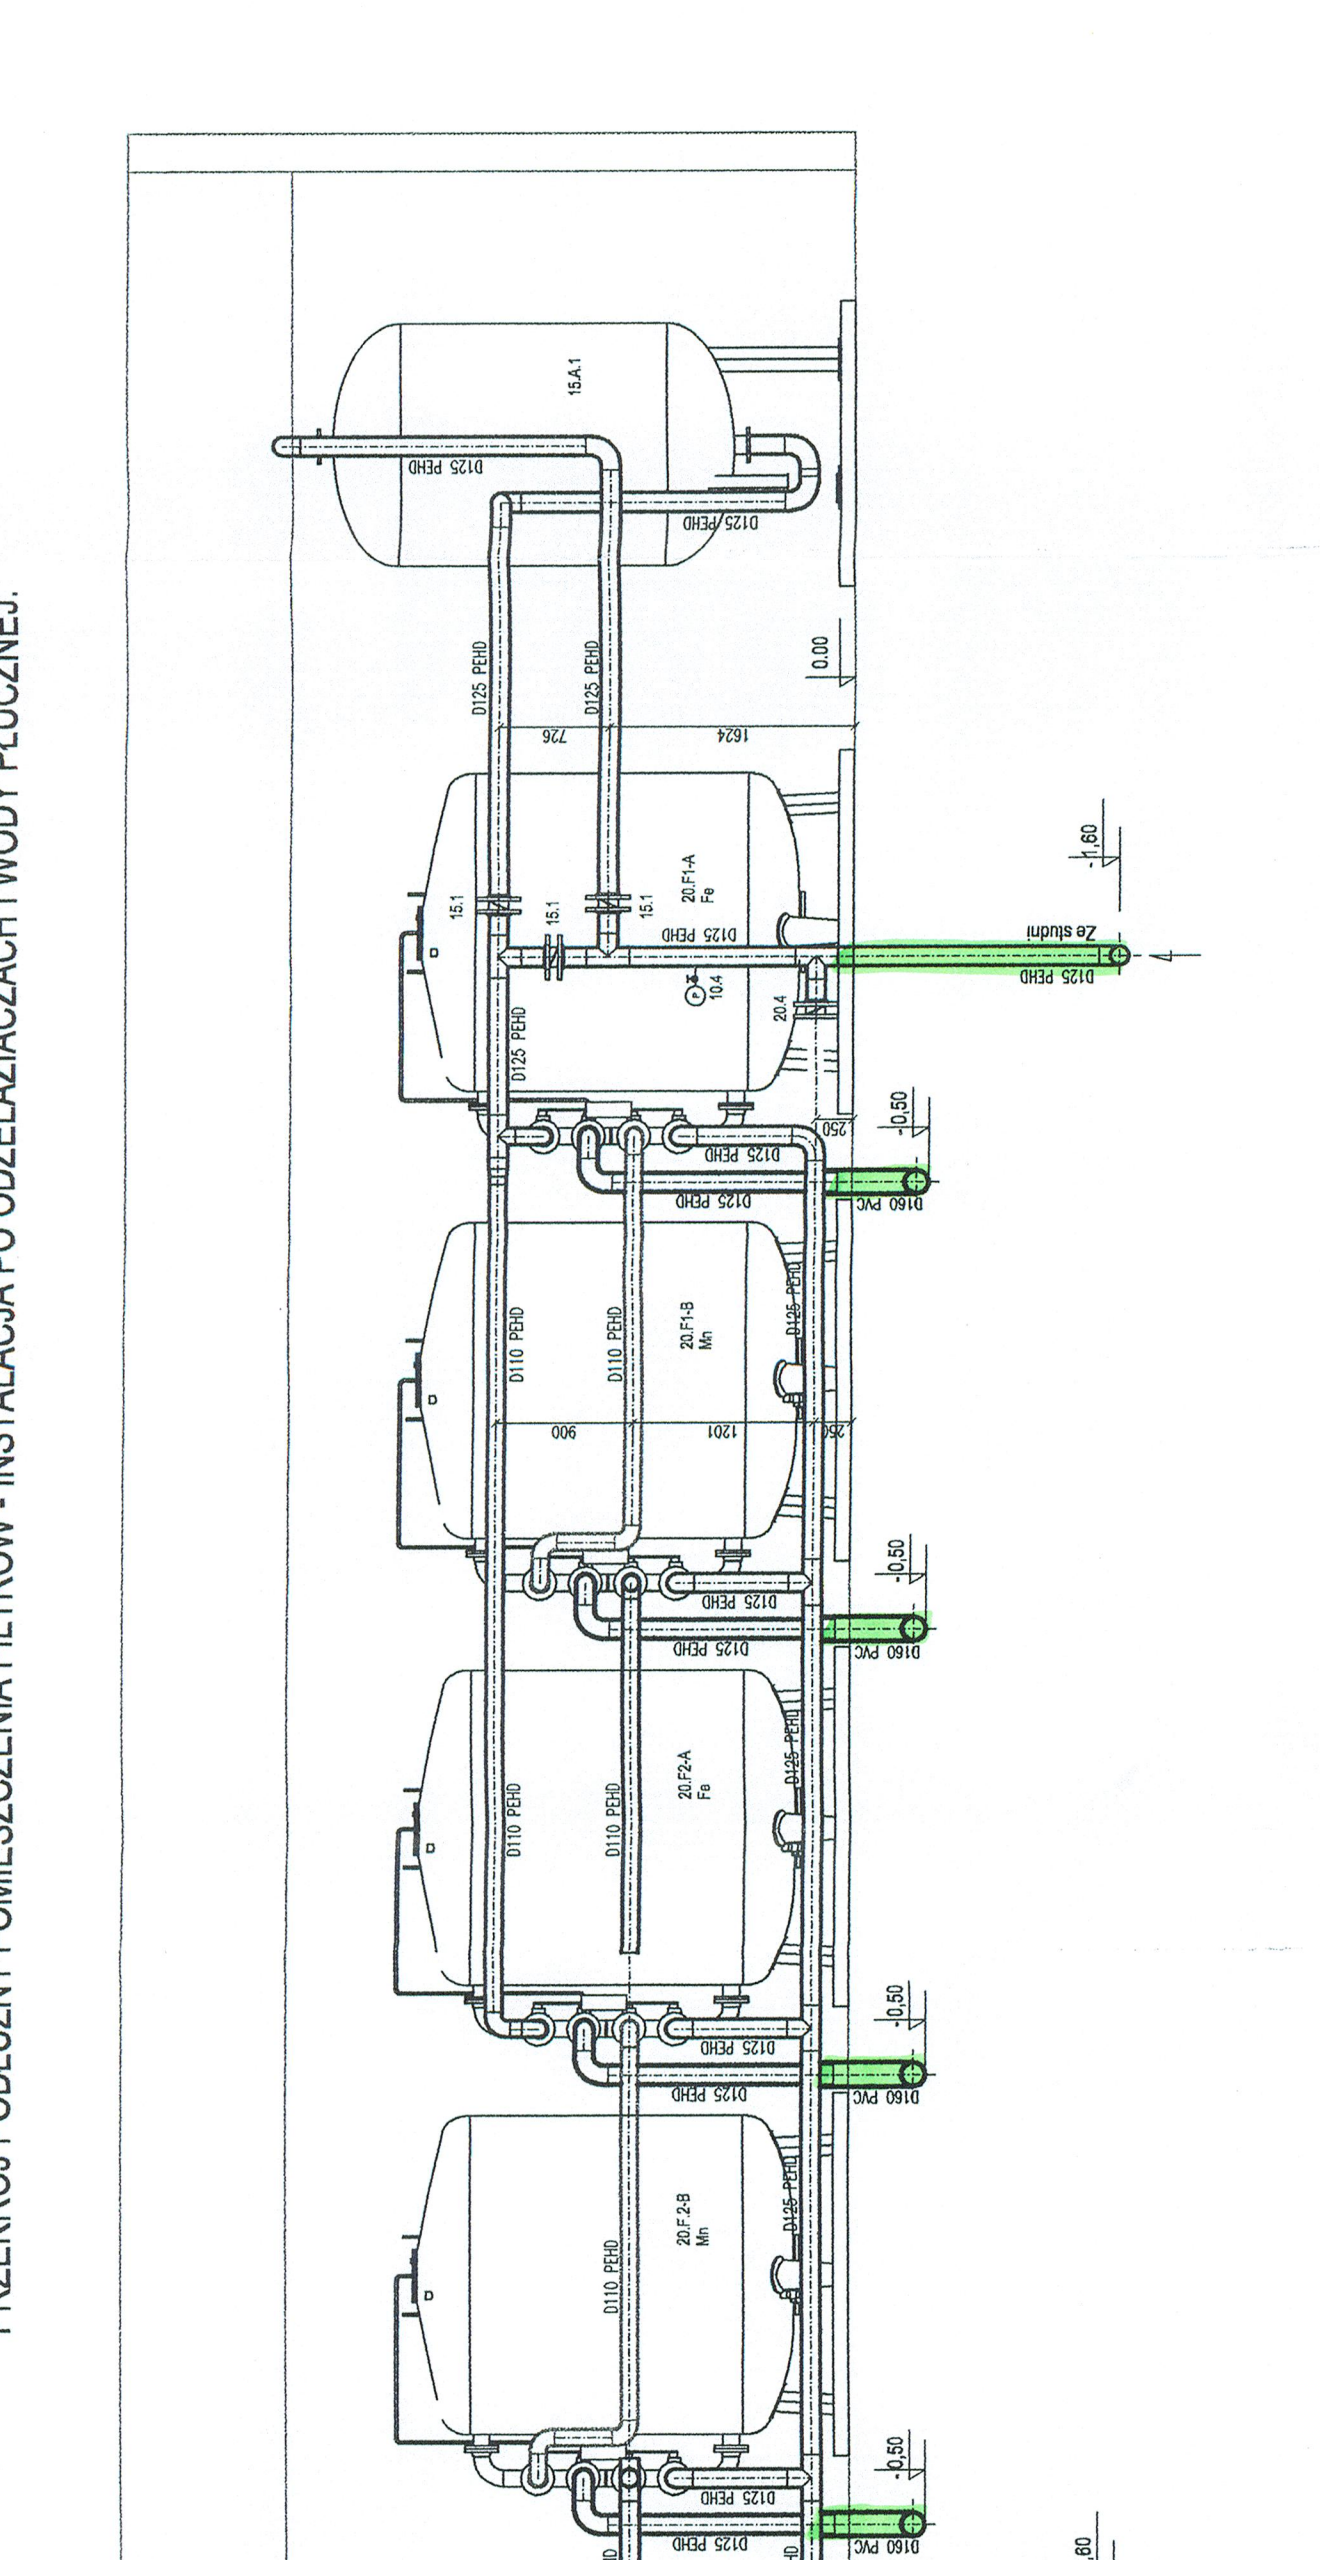 PRZEKRÓJ PODŁUŻNY POMIESZCZENIA FILTRÓW - INSTALACJA PO ODŻELAZIACZACH I WODY PŁUCZNEJ.
15.A.1
D125 PEHD
D125 PEHD
D125 PEHD
D125 PEHD
0.00
726
1624
15.1
15.1
15.1
20.F1-A
Fe
D125 PEHD
P
10.4
20.4
D125 PEHD
Ze studni
D125 PEHD
-1,60
-0,50
250
D125 PEHD
D125 PEHD
D160 PVC
D110 PEHD
D110 PEHD
20.F1-B
Mn
D125 PEHD
900
1201
250
-0,50
D125 PEHD
D125 PEHD
D160 PVC
D110 PEHD
D110 PEHD
20.F2-A
Fe
D125 PEHD
-0,50
D125 PEHD
D125 PEHD
D160 PVC
D110 PEHD
20.F.2-B
Mn
D125 PEHD
-0,50
D125 PEHD
D125 PEHD
D160 PVC
HD
HD
,60